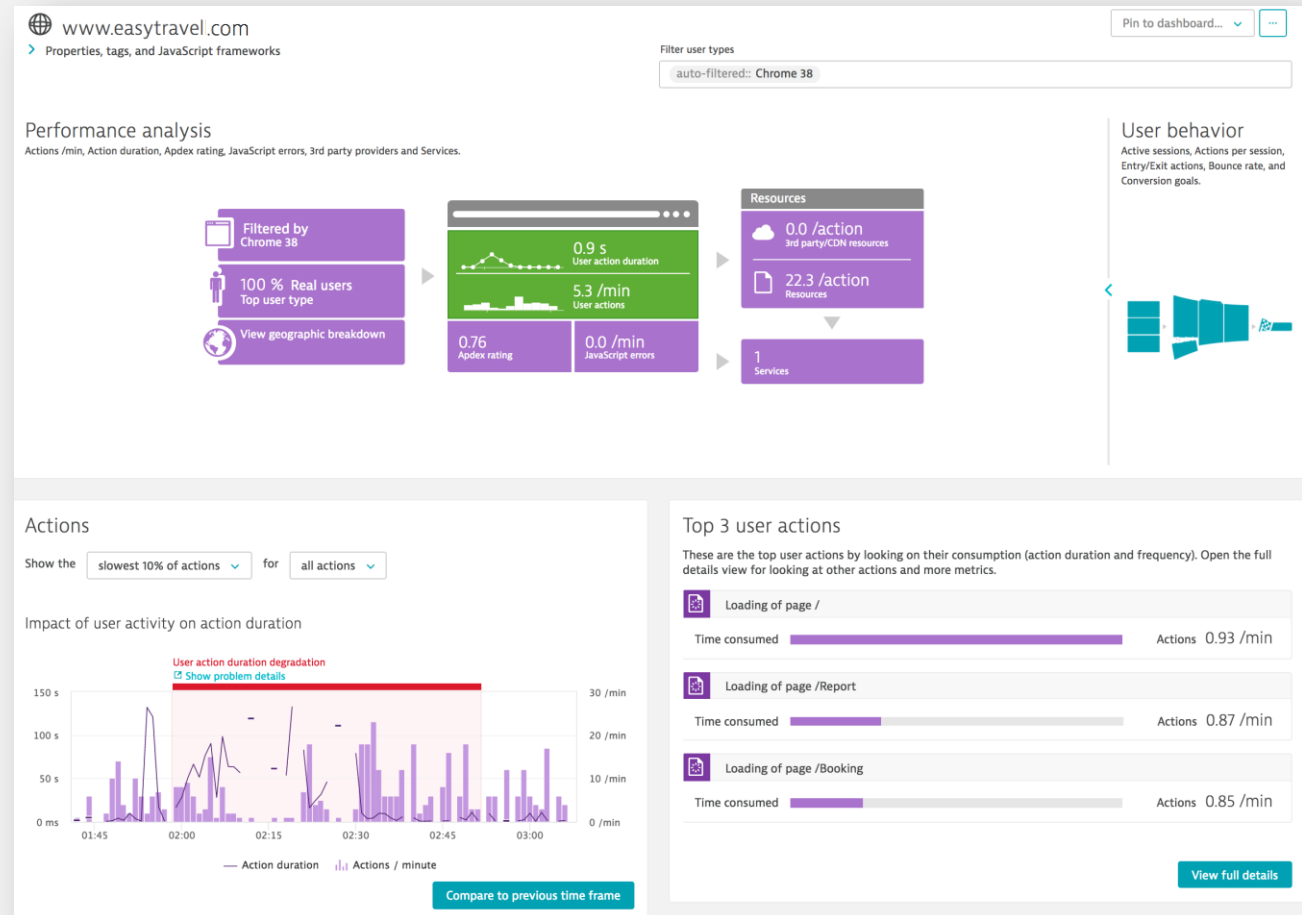 www.easytravel.com
Properties, tags, and JavaScript frameworks
Pin to dashboard...
...
Filter user types
auto-filtered:: Chrome 38
Performance analysis
Actions /min, Action duration, Apdex rating, JavaScript errors, 3rd party providers and Services.
Filtered by
Chrome 38
100 % Real users
Top user type
View geographic breakdown
0.9 s
User action duration
5.3 /min
User actions
0.76
Apdex rating
0.0 /min
JavaScript errors
Resources
0.0 /action
3rd party/CDN resources
22.3 /action
Resources
1
Services
User behavior
Active sessions, Actions per session,
Entry/Exit actions, Bounce rate, and
Conversion goals.
Actions
Show the slowest 10% of actions for all actions
Impact of user activity on action duration
User action duration degradation
Show problem details
150 s
100 s
50 s
0 ms
30 /min
20 /min
10 /min
0 /min
01:45 02:00 02:15 02:30 02:45 03:00
Action duration Actions / minute
Compare to previous time frame
Top 3 user actions
These are the top user actions by looking on their consumption (action duration and frequency). Open the full
details view for looking at other actions and more metrics.
Loading of page /
Time consumed Actions 0.93 /min
Loading of page /Report
Time consumed Actions 0.87 /min
Loading of page /Booking
Time consumed Actions 0.85 /min
View full details